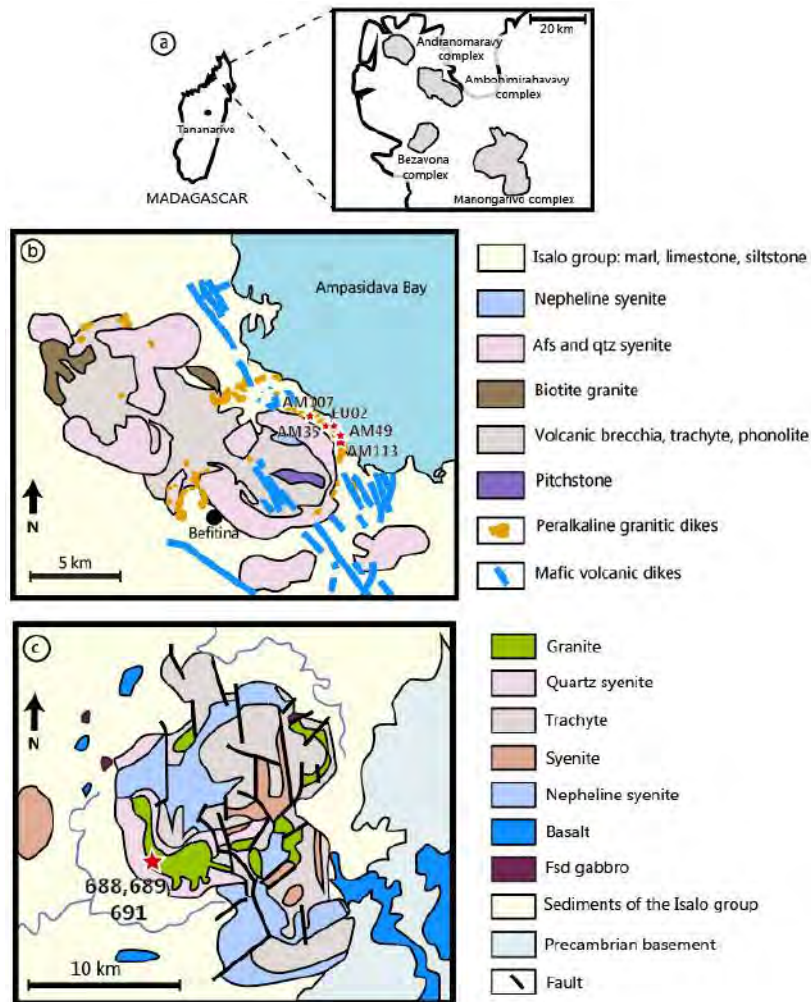 a
20 km
Andranomaravy
complex
Ambohimirahavavy
complex
Tananarive
Bezavona
complex
Manongarivo complex
MADAGASCAR
b
Ampasidava Bay
AM107
EU02
AM35
AM49
AM113
N
Befitina
5 km
Isalo group: marl, limestone, siltstone
Nepheline syenite
Afs and qtz syenite
Biotite granite
Volcanic brecchia, trachyte, phonolite
Pitchstone
Peralkaline granitic dikes
Mafic volcanic dikes
c
N
688,689,
691
10 km
Granite
Quartz syenite
Trachyte
Syenite
Nepheline syenite
Basalt
Fsd gabbro
Sediments of the Isalo group
Precambrian basement
Fault